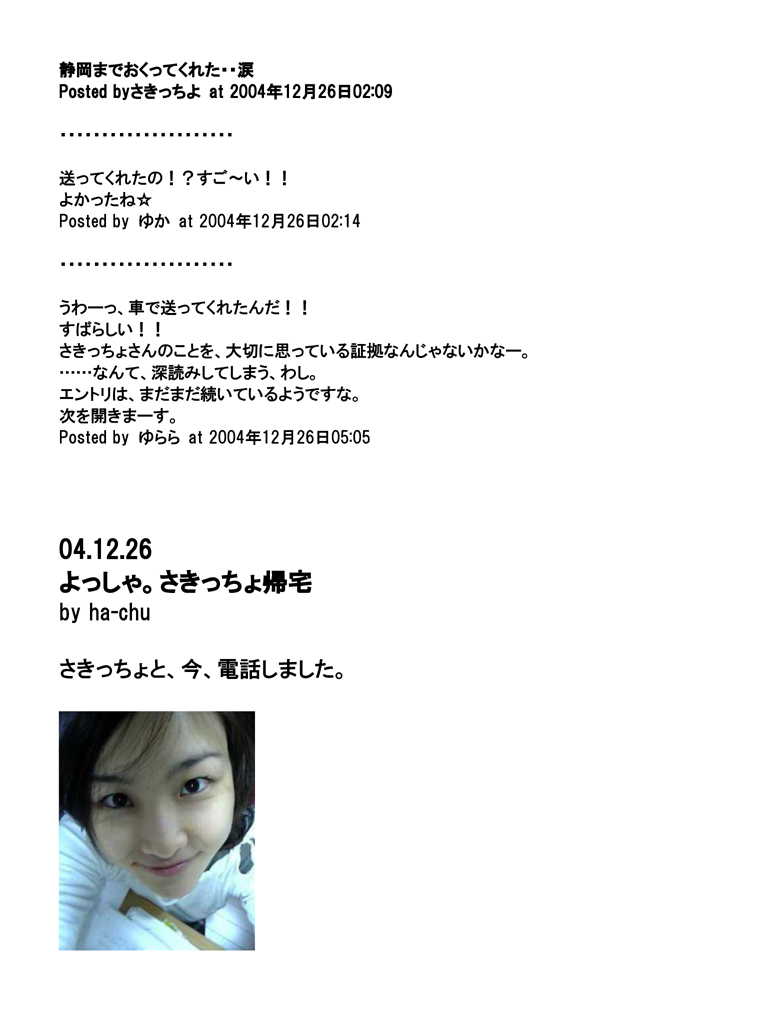 静岡までおくってくれた・・涙
Posted byさきっちよ at 2004年12月26日02:09
・・・・・・・・・・・・・・・・・・・・・
送ってくれたの！？すご～い！！
よかったね☆
Posted by ゆか at 2004年12月26日02:14
・・・・・・・・・・・・・・・・・・・・・
うわーっ、車で送ってくれたんだ！！
すばらしい！！
さきっちょさんのことを、大切に思っている証拠なんじゃないかなー。
……なんて、深読みしてしまう、わし。
エントリは、まだまだ続いているようですな。
次を開きまーす。
Posted by ゆらら at 2004年12月26日05:05
04.12.26
よっしゃ。さきっちょ帰宅
by ha-chu
さきっちょと、今、電話しました。